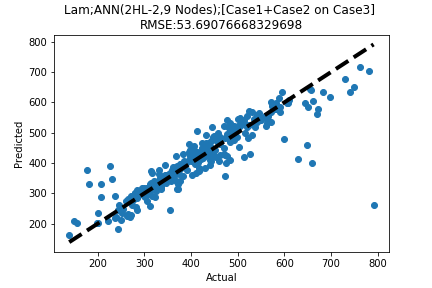 Lam;ANN(2HL-2,9 Nodes);[Case1+Case2 on Case3]
RMSE:53.69076668329698
800
700
600
500
400
300
200
Predicted
200 300 400 500 600 700 800
Actual